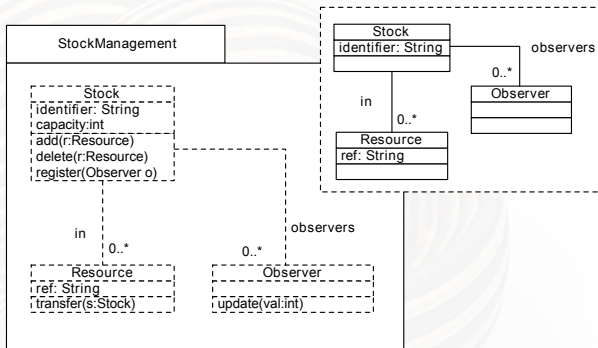 StockManagement
Stock
identifier: String
capacity:int
add(r:Resource)
delete(r:Resource)
register(Observer o)
in
0..*
observers
0..*
Resource
ref: String
transfer(s:Stock)
Observer
update(val:int)
Stock
identifier: String
observers
0..*
in
0..*
Observer
Resource
ref: String